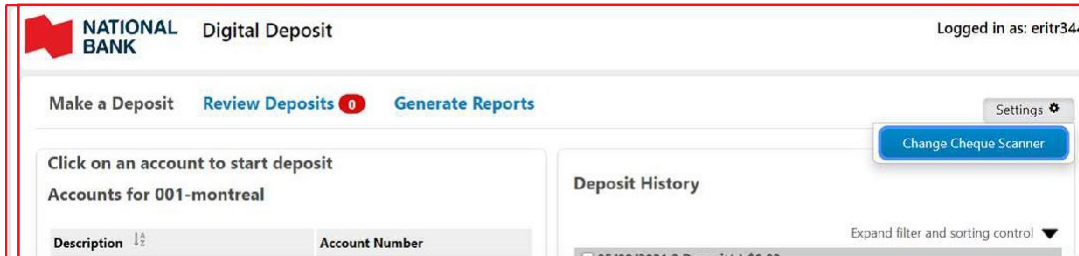 NATIONAL
BANK
Digital Deposit
Logged in as: eritr344
Make a Deposit Review Deposits 0 Generate Reports
Settings
Change Cheque Scanner
Click on an account to start deposit
Accounts for 001-montreal
Deposit History
Expand filter and sorting control
Description
Account Number